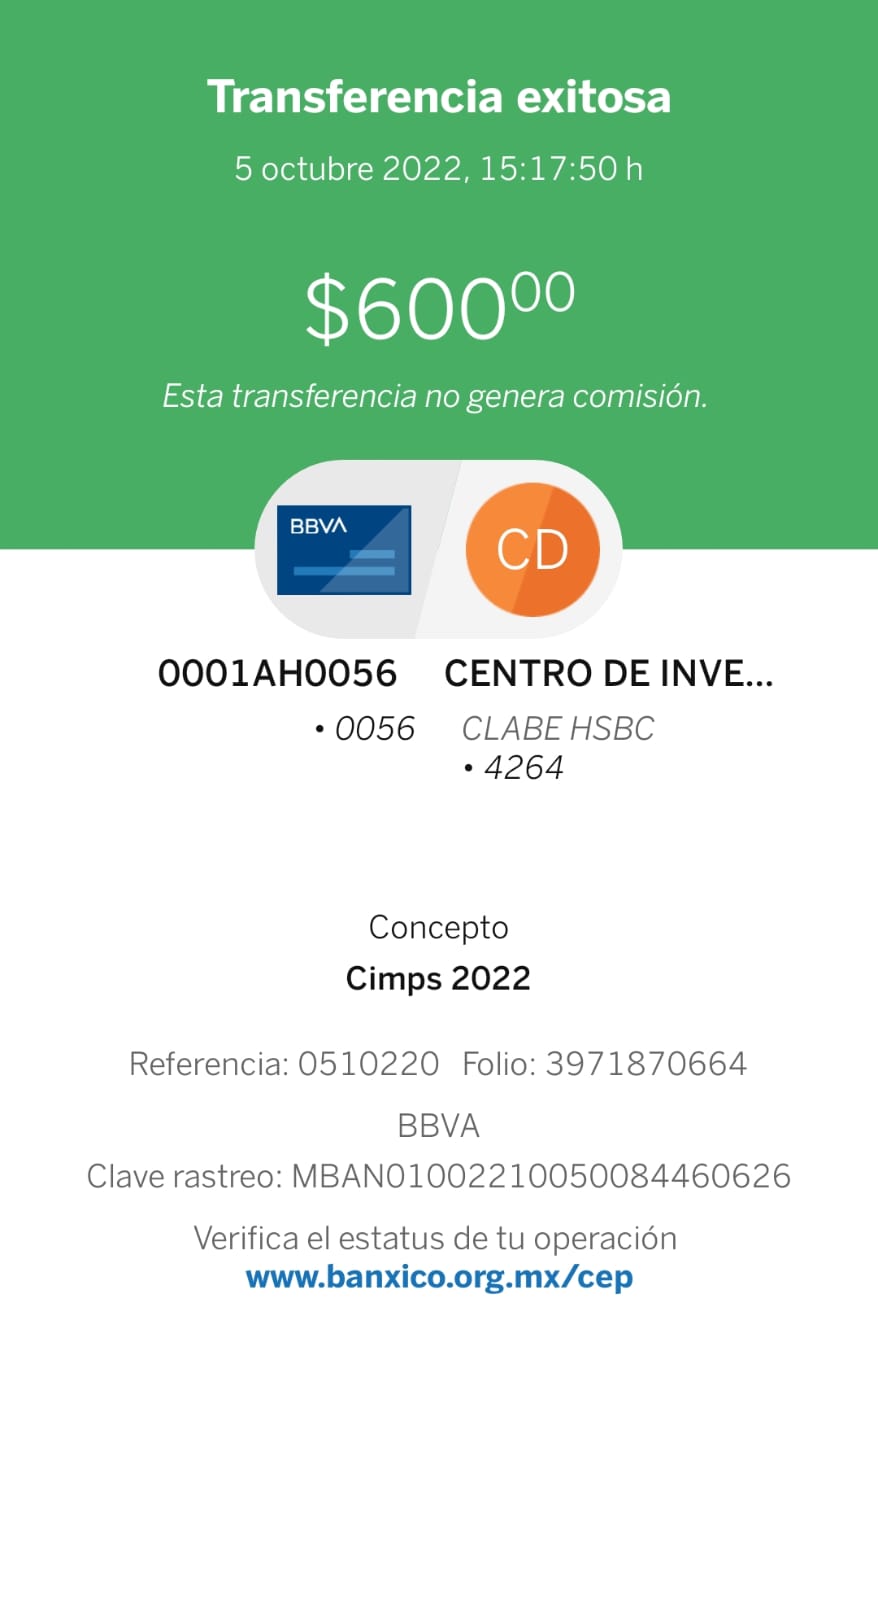 Transferencia exitosa
5 octubre 2022, 15:17:50 h
$600⁰⁰
Esta transferencia no genera comisión.
BBVA
CD
0001AH0056
• 0056
CENTRO DE INVE...
CLABE HSBC
• 4264
Concepto
Cimps 2022
Referencia: 0510220 Folio: 3971870664
BBVA
Clave rastreo: MBAN01002210050084460626
Verifica el estatus de tu operación
www.banxico.org.mx/cep